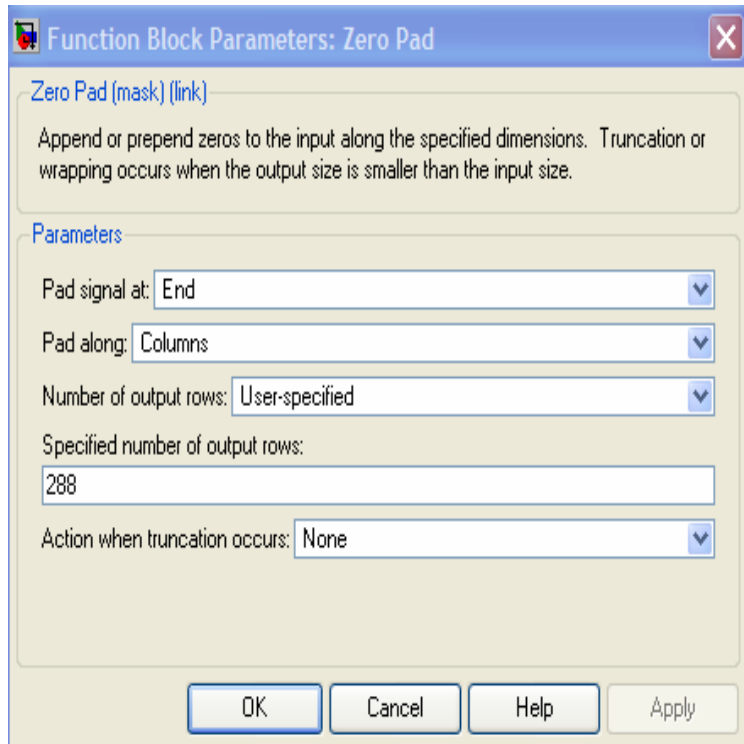 Function Block Parameters: Zero Pad
Zero Pad (mask) (link)
Append or prepend zeros to the input along the specified dimensions.  Truncation or
wrapping occurs when the output size is smaller than the input size.
Parameters
Pad signal at: End
Pad along: Columns
Number of output rows: User-specified
Specified number of output rows:
288
Action when truncation occurs: None
OK Cancel Help Apply